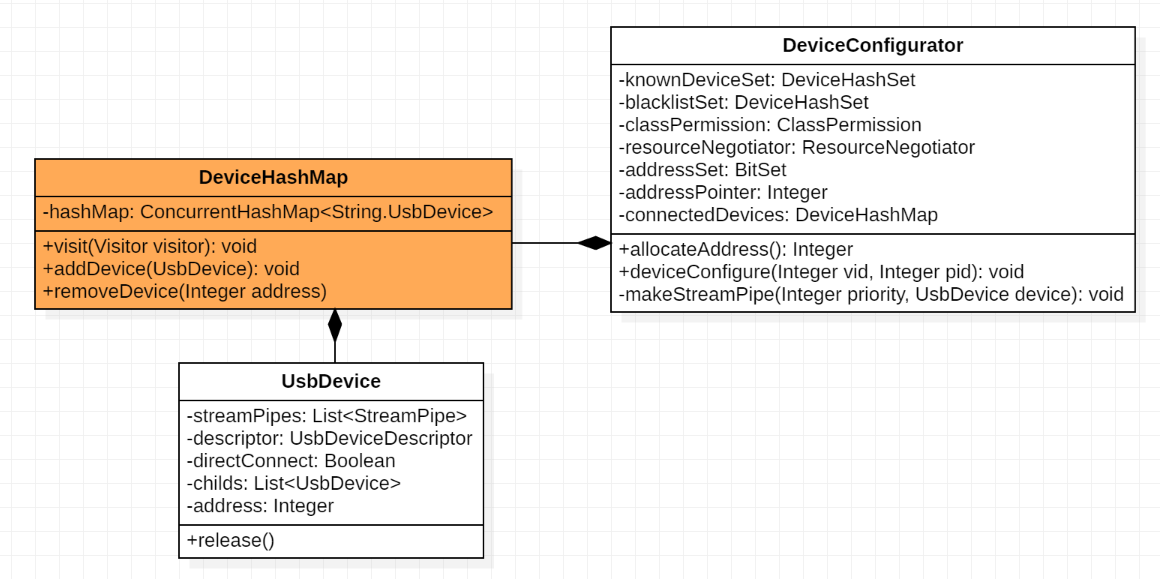 DeviceConfigurator
-knownDeviceSet: DeviceHashSet
-blacklistSet: DeviceHashSet
-classPermission: ClassPermission
-resourceNegotiator: ResourceNegotiator
-addressSet: BitSet
-addressPointer: Integer
-connectedDevices: DeviceHashMap
+allocateAddress(): Integer
+deviceConfigure(Integer vid, Integer pid): void
-makeStreamPipe(Integer priority, UsbDevice device): void
DeviceHashMap
-hashMap: ConcurrentHashMap<String.UsbDevice>
+visit(Visitor visitor): void
+addDevice(UsbDevice): void
+removeDevice(Integer address)
UsbDevice
-streamPipes: List<StreamPipe>
-descriptor: UsbDeviceDescriptor
-directConnect: Boolean
-childs: List<UsbDevice>
-address: Integer
+release()